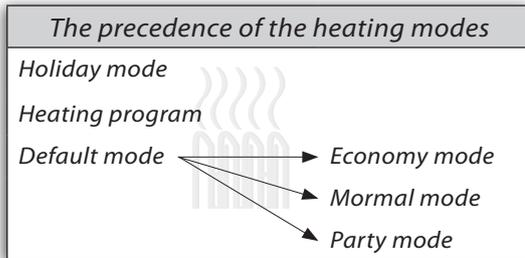 The precedence of the heating modes
Holiday mode
Heating program
Default mode
Economy mode
Mormal mode
Party mode